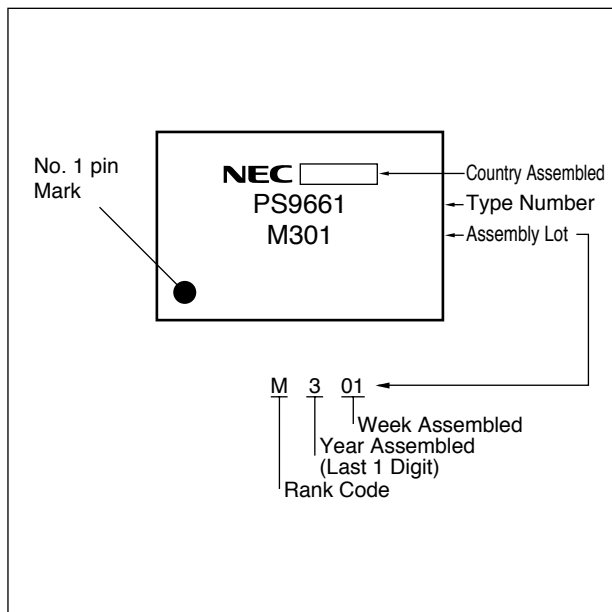 No. 1 pin
Mark
NEC
Country Assembled
PS9661
Type Number
M301
Assembly Lot
M 3 01
Week Assembled
Year Assembled
(Last 1 Digit)
Rank Code